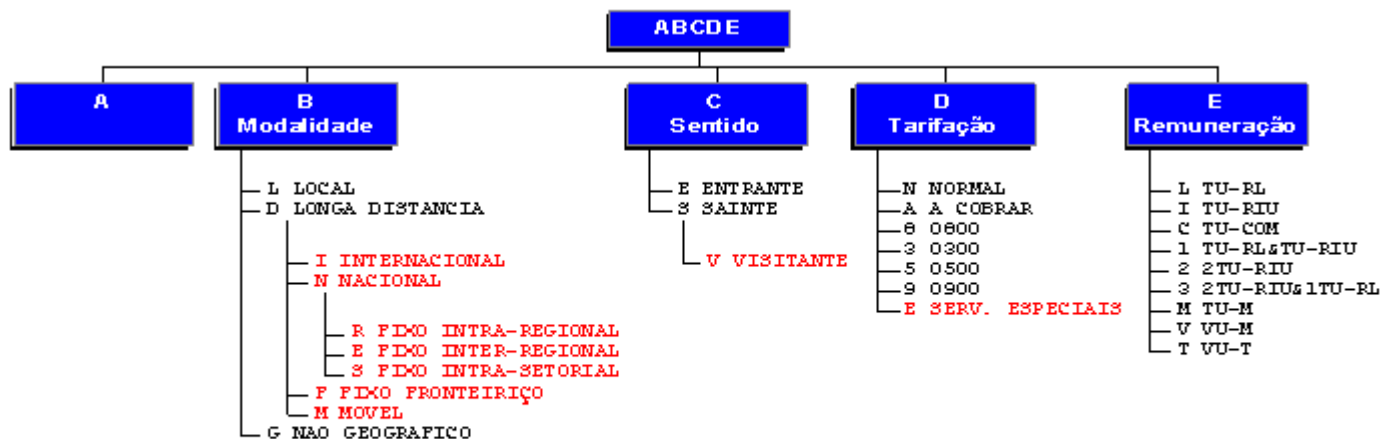 ABCDE
A
B
Modalidade
L LOCAL
D LONGA DISTANCIA
I INTERNACIONAL
N NACIONAL
R FIXO INTRA-REGIONAL
E FIXO INTER-REGIONAL
S FIXO INTRA-SETORIAL
F FIXO FRONTEIRIÇO
M MOVEL
G NAO GEOGRAFICO
C
Sentido
E ENTRANTE
S SAINTE
V VISITANTE
D
Tarifação
N NORMAL
A A COBRAR
8 0800
3 0300
5 0500
9 0900
E SERV. ESPECIAIS
E
Remuneração
L TU-RL
I TU-RIU
C TU-COM
1 TU-RL&TU-RIU
2 2TU-RIU
3 2TU-RIU&1TU-RL
M TU-M
V VU-M
T VU-T